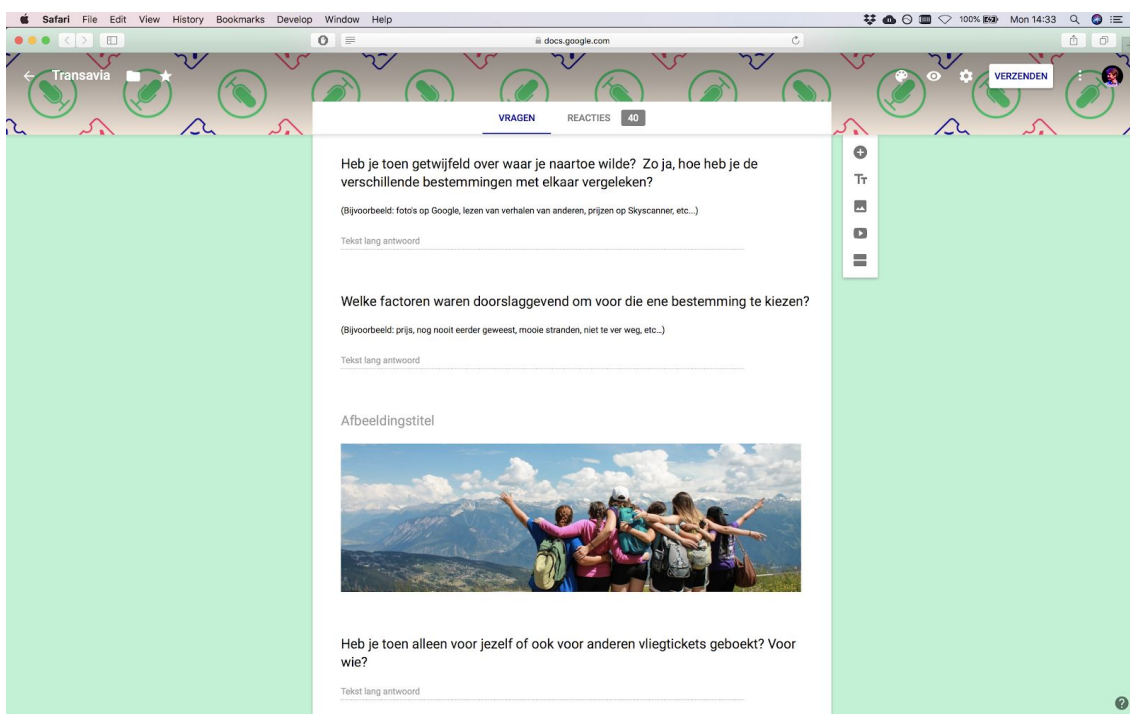 Safari File Edit View History Bookmarks Develop Window Help
100% Mon 14:33
docs.google.com
Transavia
VERZENDEN
VRAGEN REACTIES 40
Heb je toen getwijfeld over waar je naartoe wilde? Zo ja, hoe heb je de
verschillende bestemmingen met elkaar vergeleken?
(Bijvoorbeeld: foto's op Google, lezen van verhalen van anderen, prijzen op Skyscanner, etc...)
Tekst lang antwoord
Welke factoren waren doorslaggevend om voor die ene bestemming te kiezen?
(Bijvoorbeeld: prijs, nog nooit eerder geweest, mooie stranden, niet te ver weg, etc...)
Tekst lang antwoord
Afbeeldingstitel
Heb je toen alleen voor jezelf of ook voor anderen vliegtickets geboekt? Voor
wie?
Tekst lang antwoord